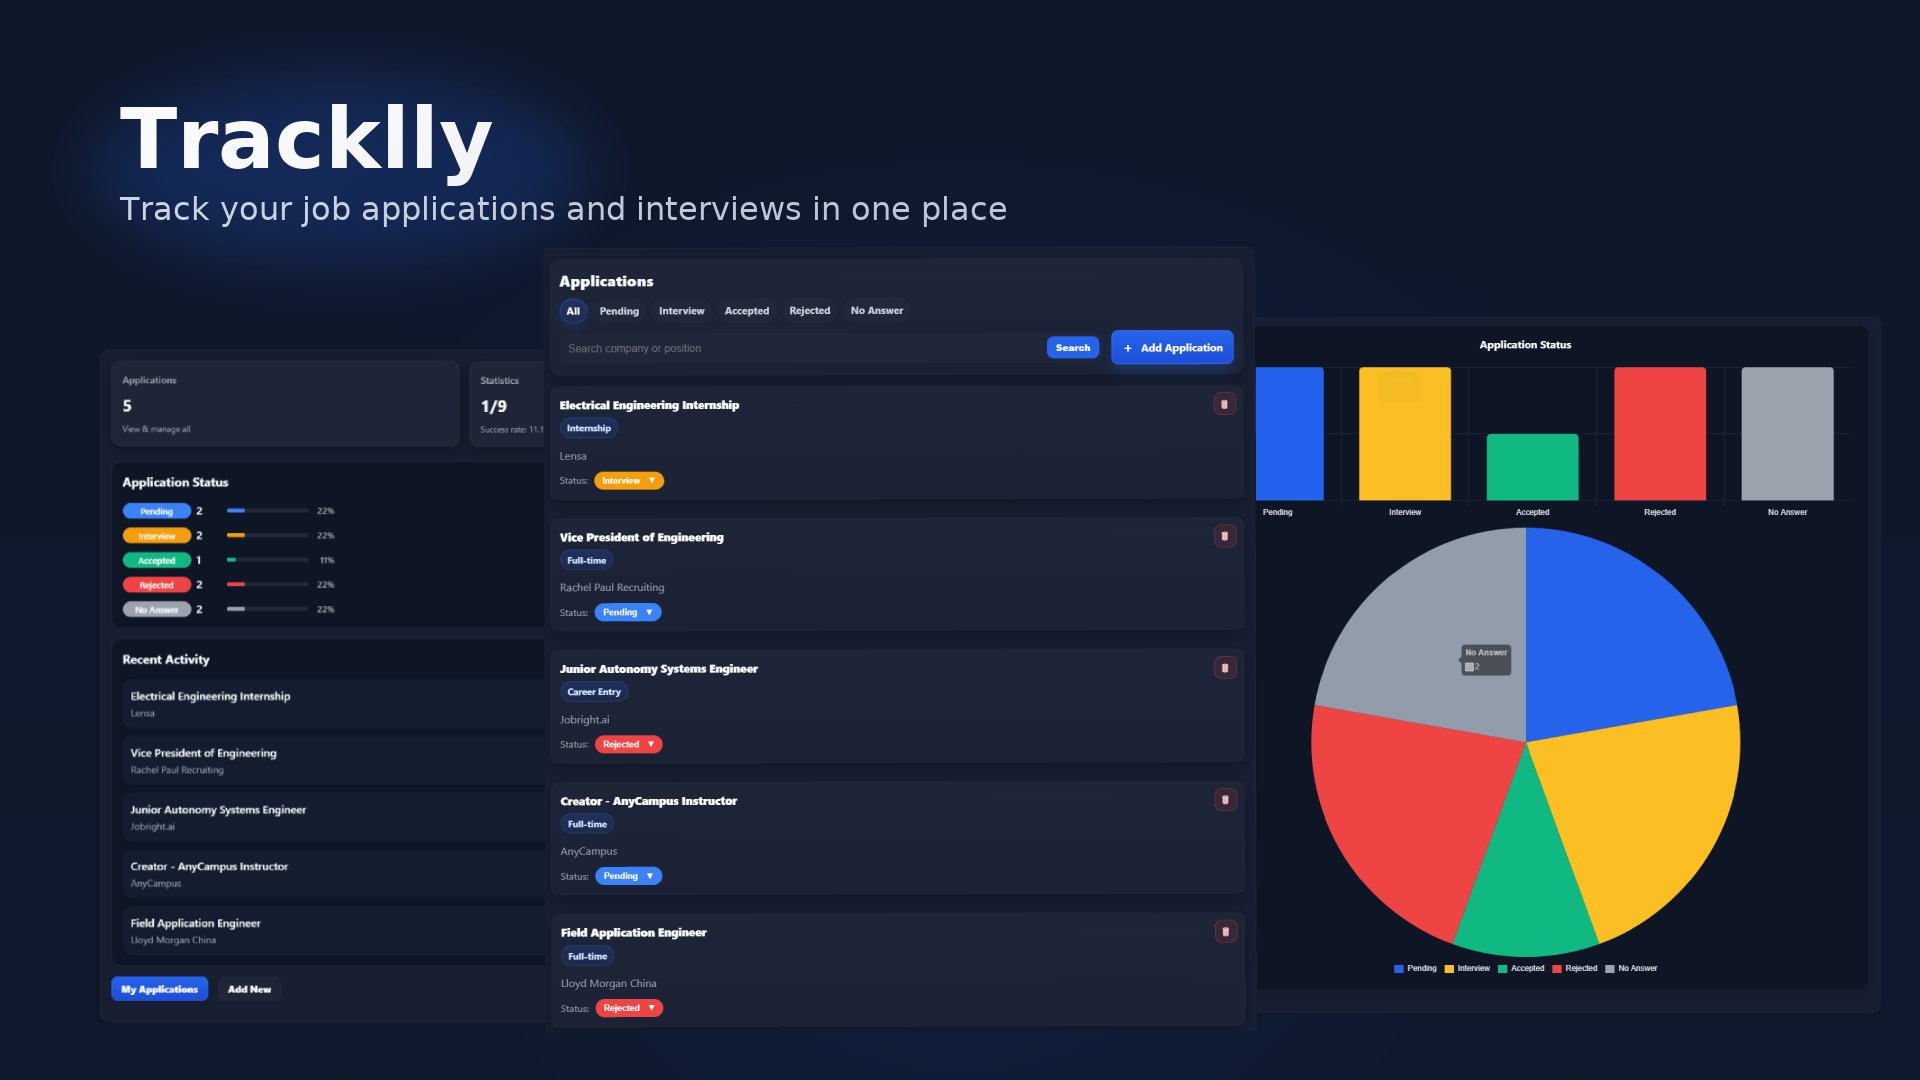 Tracklly
Track your job applications and interviews in one place
Applications
5
View & manage all
Statistics
1/9
Success rate: 11.1
Application Status
Pending 2 22%
Interview 2 22%
Accepted 1 11%
Rejected 2 22%
No Answer 2 22%
Recent Activity
Electrical Engineering Internship
Lensa
Vice President of Engineering
Rachel Paul Recruiting
Junior Autonomy Systems Engineer
Jobright.ai
Creator - AnyCampus Instructor
AnyCampus
Field Application Engineer
Lloyd Morgan China
My Applications Add New
Applications
All Pending Interview Accepted Rejected No Answer
Search company or position Search + Add Application
Electrical Engineering Internship
Internship
Lensa
Status: Interview ▼
Vice President of Engineering
Full-time
Rachel Paul Recruiting
Status: Pending ▼
Junior Autonomy Systems Engineer
Career Entry
Jobright.ai
Status: Rejected ▼
Creator - AnyCampus Instructor
Full-time
AnyCampus
Status: Pending ▼
Field Application Engineer
Full-time
Lloyd Morgan China
Status: Rejected ▼
Application Status
Pending Interview Accepted Rejected No Answer
No Answer
2
Pending Interview Accepted Rejected No Answer